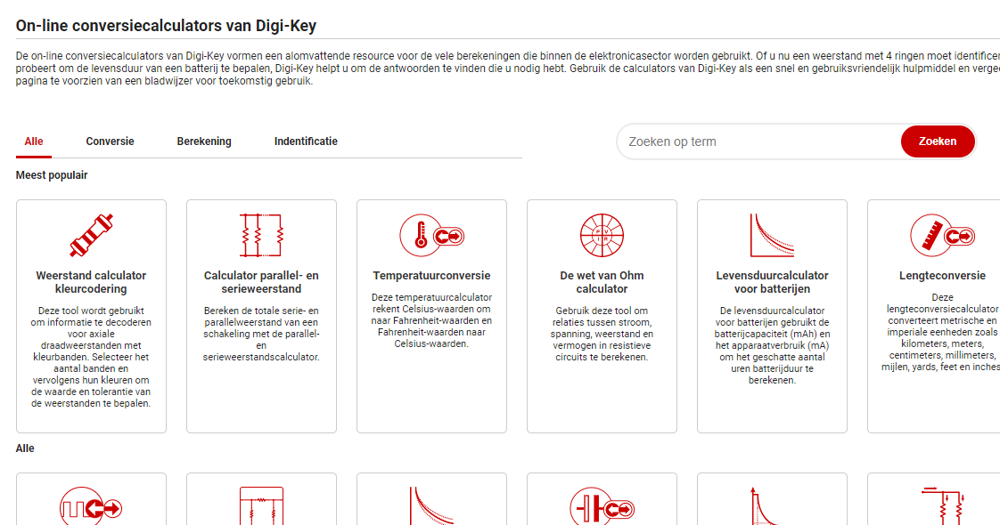 On-line conversiecalculators van Digi-Key
De on-line conversiecalculators van Digi-Key vormen een alomvattende resource voor de vele berekeningen die binnen de elektronicasector worden gebruikt. Of u nu een weerstand met 4 ringen moet identificer
probeert om de levensduur van een batterij te bepalen, Digi-Key helpt u om de antwoorden te vinden die u nodig hebt. Gebruik de calculators van Digi-Key als een snel en gebruiksvriendelijk hulpmiddel en vergee
pagina te voorzien van een bladwijzer voor toekomstig gebruik.
Alle Conversie Berekening Indentificatie
Zoeken op term Zoeken
Meest populair
Weerstand calculator
kleurcodering
Deze tool wordt gebruikt
om informatie te decoderen
voor axiale
draadweerstanden met
kleurbanden. Selecteer het
aantal banden en
vervolgens hun kleuren om
de waarde en tolerantie van
de weerstanden te bepalen.
Calculator parallel- en
serieweerstand
Bereken de totale serie- en
parallelweerstand van een
schakeling met de parallel-
en
serieweerstandscalculator.
Temperatuurconversie
Deze temperatuurcalculator
rekent Celsius-waarden om
naar Fahrenheit-waarden en
Fahrenheit-waarden naar
Celsius-waarden.
P V
I R
De wet van Ohm
calculator
Gebruik deze tool om
relaties tussen stroom,
spanning, weerstand en
vermogen in resistieve
circuits te berekenen.
Levensduurcalculator
voor batterijen
De levensduurcalculator
voor batterijen gebruikt de
batterijcapaciteit (mAh) en
het apparaatverbruik (mA)
om het geschatte aantal
uren batterijduur te
berekenen.
Lengteconversie
Deze
lengteconversiecalculator
converteert metrische en
imperiale eenheden zoals
kilometers, meters,
centimeters, millimeters,
mijlen, yards, feet en inches
Alle